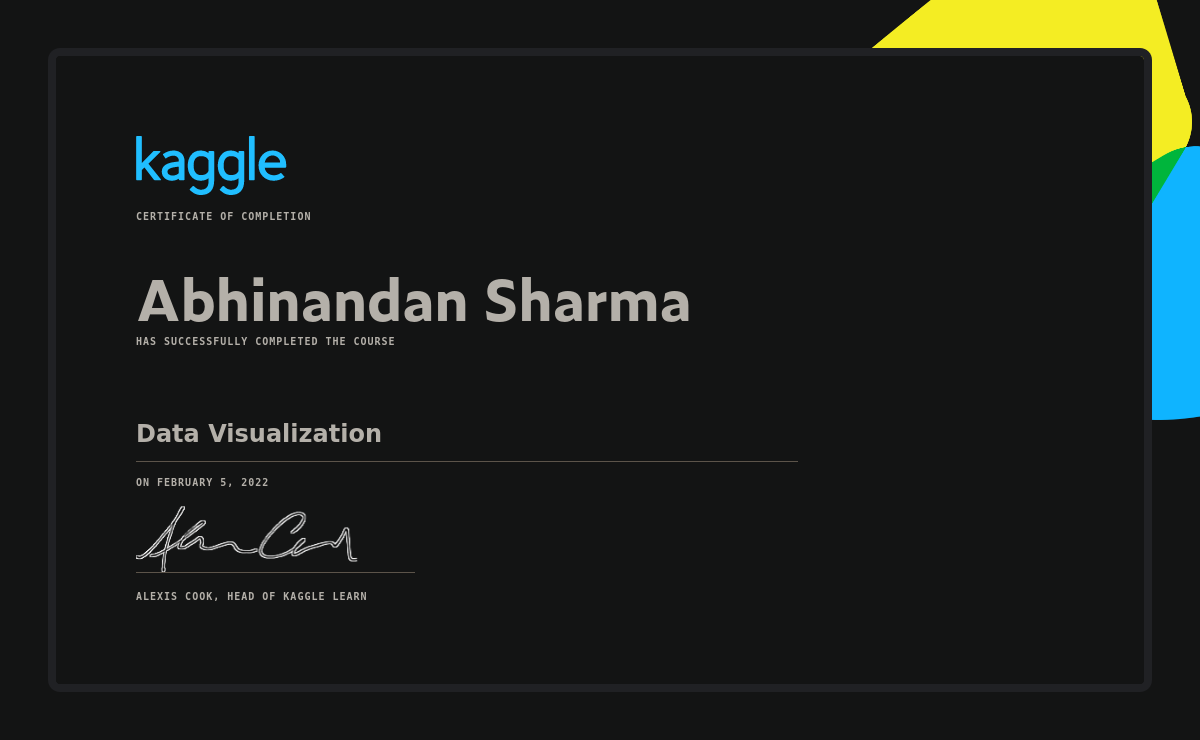 kaggle
CERTIFICATE OF COMPLETION
Abhinandan Sharma
HAS SUCCESSFULLY COMPLETED THE COURSE
Data Visualization
ON FEBRUARY 5, 2022
ALEXIS COOK, HEAD OF KAGGLE LEARN